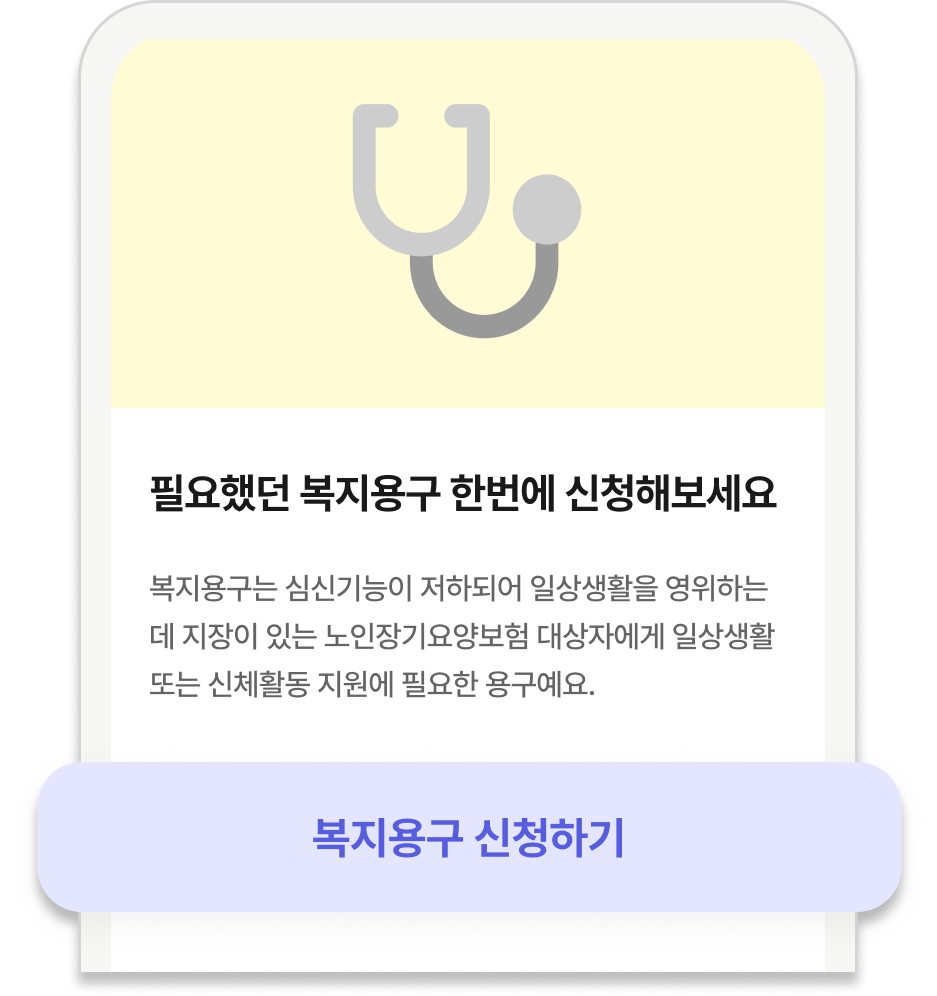 필요했던 복지용구 한번에 신청해보세요
복지용구는 심신기능이 저하되어 일상생활을 영위하는
데 지장이 있는 노인장기요양보험 대상자에게 일상생활
또는 신체활동 지원에 필요한 용구예요.
복지용구 신청하기